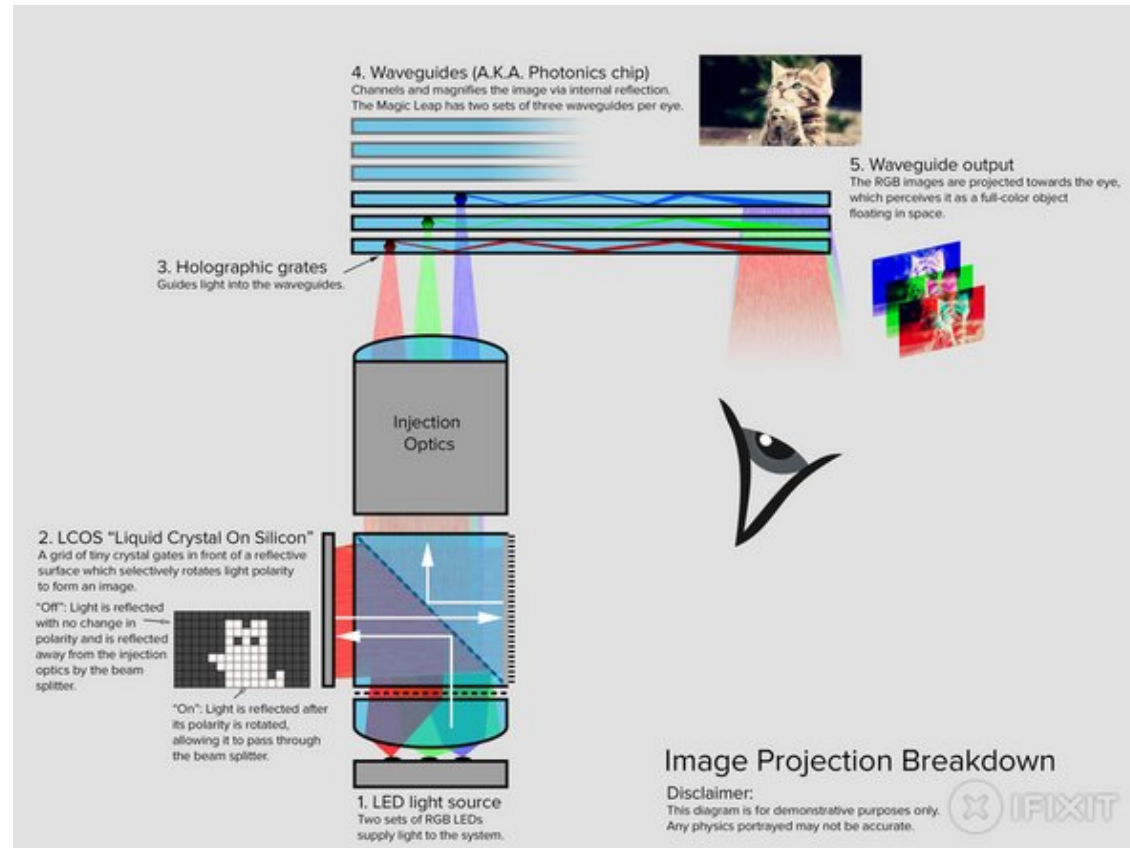 4. Waveguides (A.K.A. Photonics chip)
Channels and magnifies the image via internal reflection.
The Magic Leap has two sets of three waveguides per eye.
5. Waveguide output
The RGB images are projected towards the eye,
which perceives it as a full-color object
floating in space.
3. Holographic grates
Guides light into the waveguides.
Injection
Optics
2. LCOS “Liquid Crystal On Silicon”
A grid of tiny crystal gates in front of a reflective
surface which selectively rotates light polarity
to form an image.
“Off”: Light is reflected
with no change in
polarity and is reflected
away from the injection
optics by the beam
splitter.
“On”: Light is reflected after
its polarity is rotated,
allowing it to pass through
the beam splitter.
1. LED light source
Two sets of RGB LEDs
supply light to the system.
Image Projection Breakdown
Disclaimer:
This diagram is for demonstrative purposes only.
Any physics portrayed may not be accurate.
IFIXIT